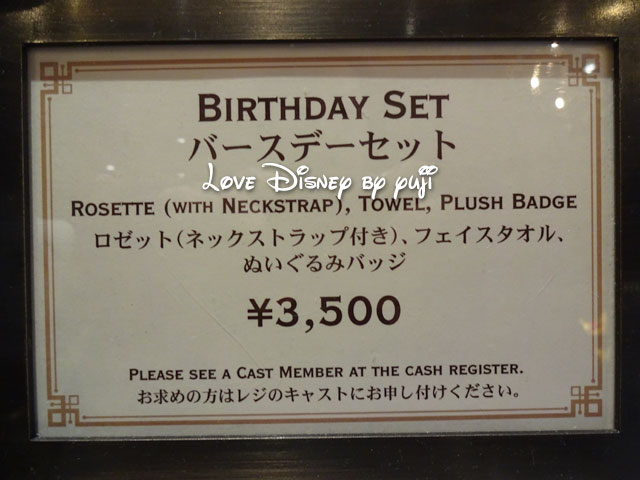 BIRTHDAY SET
バースデーセット
Love Disney by yuji
ROSETTE (WITH NECKSTRAP), TOWEL, PLUSH BADGE
ロゼット(ネックストラップ付き)、フェイスタオル、
ぬいぐるみバッジ
¥3,500
PLEASE SEE A CAST MEMBER AT THE CASH REGISTER.
お求めの方はレジのキャストにお申し付けください。